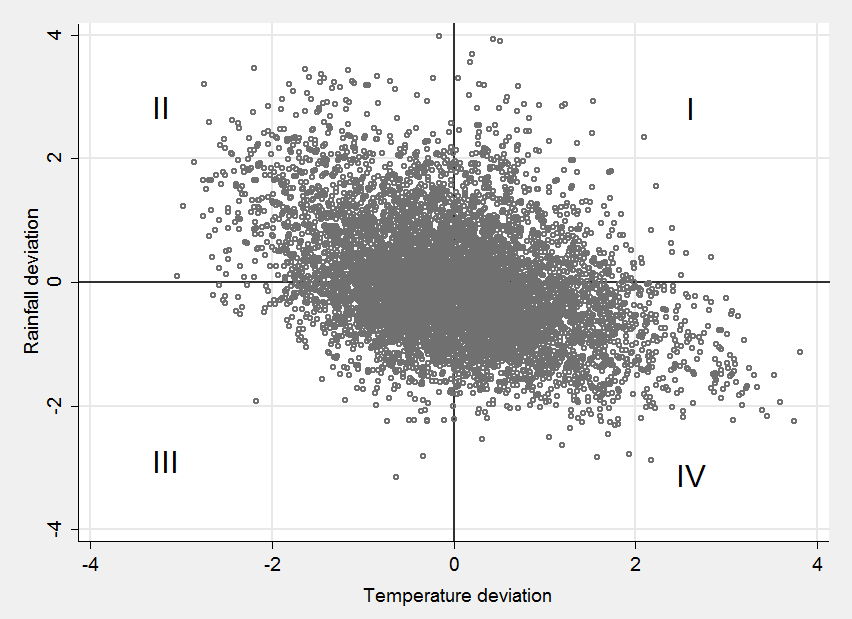 4
2
0
-2
-4
Rainfall deviation
II
I
III
IV
-4 -2 0 2 4
Temperature deviation